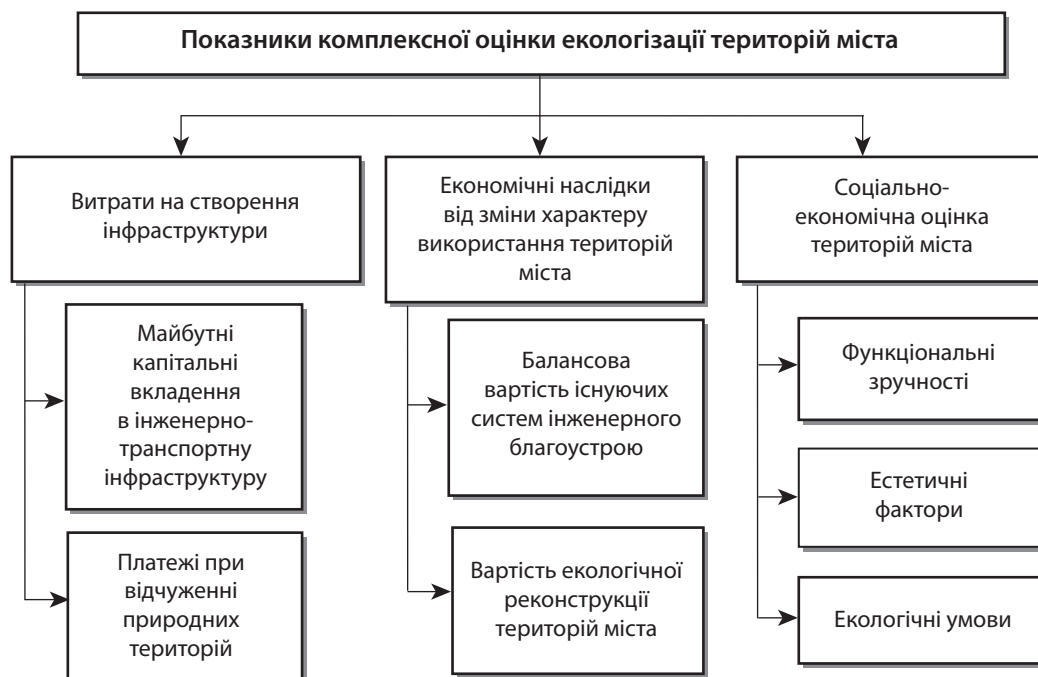 Показники комплексної оцінки екологізації територій міста
Витрати на створення
інфраструктури
Майбутні
капітальні
вкладення
в інженерно-
транспортну
інфраструктуру
Платежі при
відчуженні
природних
територій
Економічні наслідки
від зміни характеру
використання територій
міста
Балансова
вартість існуючих
систем інженерного
благоустрою
Вартість екологічної
реконструкції
територій міста
Соціально-
економічна оцінка
територій міста
Функціональні
зручності
Естетичні
фактори
Екологічні умови